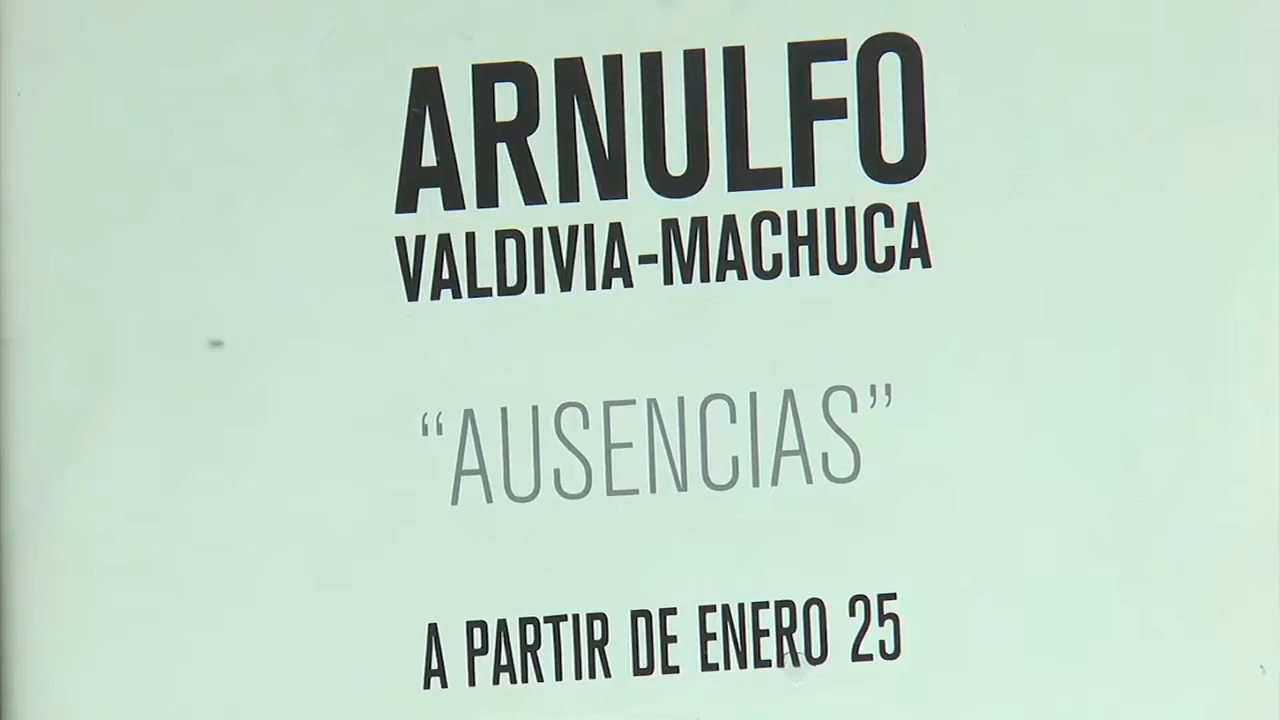 ARNULFO
VALDIVIA-MACHUCA
“AUSENCIAS”
A PARTIR DE ENERO 25